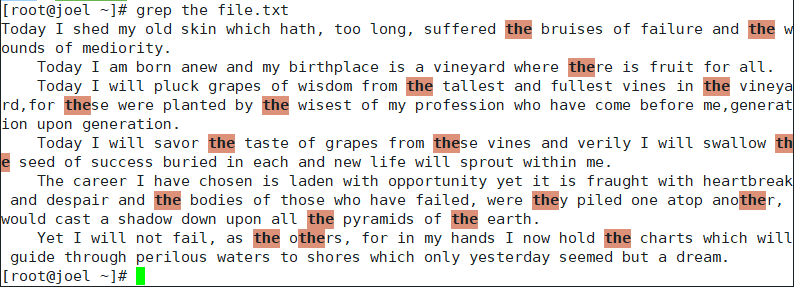 [root@joel ~]# grep the file.txt
Today I shed my old skin which hath, too long, suffered the bruises of failure and the w
ounds of mediority.
    Today I am born anew and my birthplace is a vineyard where there is fruit for all.
    Today I will pluck grapes of wisdom from the tallest and fullest vines in the vineya
rd,for these were planted by the wisest of my profession who have come before me,generat
ion upon generation.
    Today I will savor the taste of grapes from these vines and verily I will swallow th
e seed of success buried in each and new life will sprout within me.
    The career I have chosen is laden with opportunity yet it is fraught with heartbreak
 and despair and the bodies of those who have failed, were they piled one atop another,
would cast a shadow down upon all the pyramids of the earth.
    Yet I will not fail, as the others, for in my hands I now hold the charts which will
 guide through perilous waters to shores which only yesterday seemed but a dream.
[root@joel ~]#